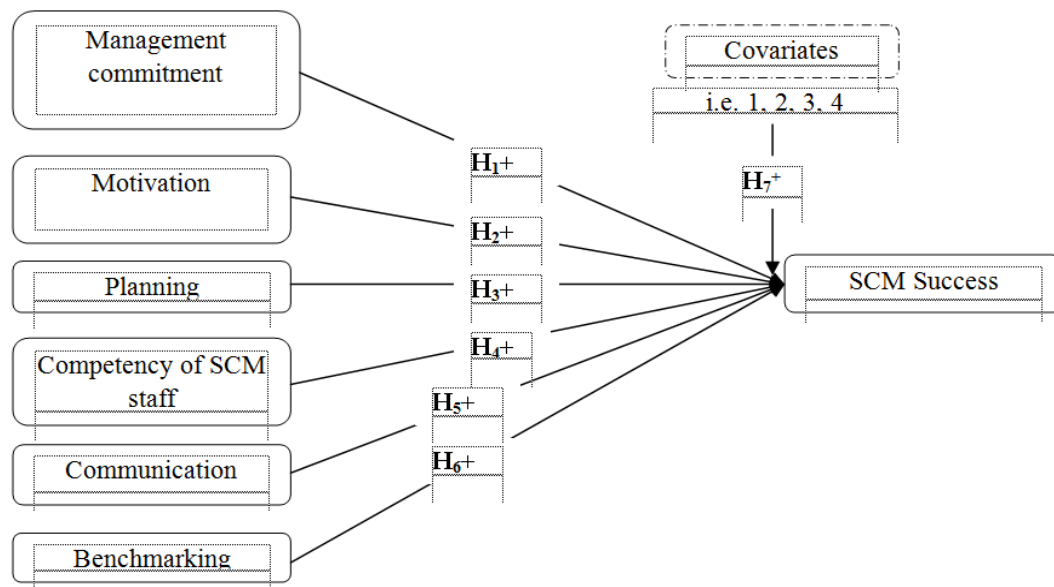 Management
commitment
Covariates
i.e. 1, 2, 3, 4
H₁+
H₇⁺
Motivation
H₂+
Planning
H₃+
SCM Success
H₄+
Competency of SCM
staff
H₅+
Communication
H₆+
Benchmarking